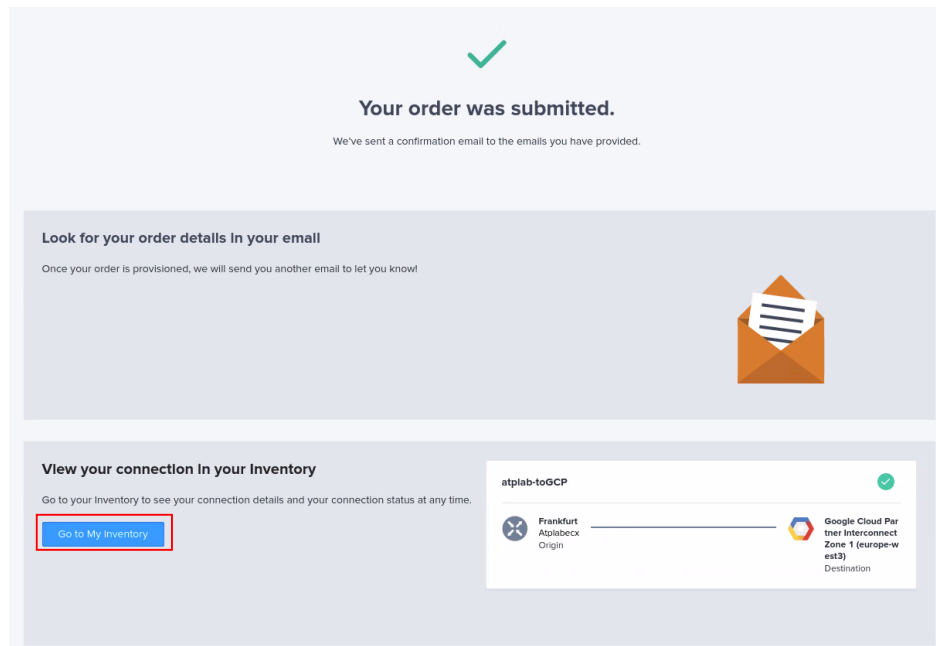 Your order was submitted.
We've sent a confirmation email to the emails you have provided.
Look for your order details in your email
Once your order is provisioned, we will send you another email to let you know!
View your connection in your Inventory
Go to your Inventory to see your connection details and your connection status at any time.
Go to My Inventory
atplab-toGCP
Frankfurt
Atplabecx
Origin
Google Cloud Par
tner Interconnect
Zone 1 (europe-w
est3)
Destination